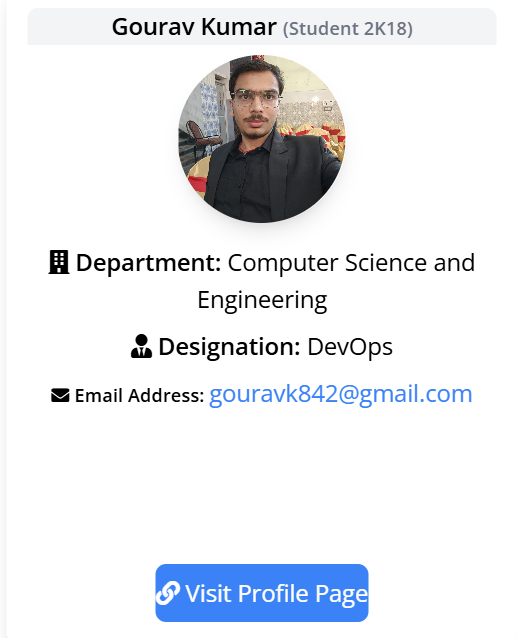 Gourav Kumar (Student 2K18)
Department: Computer Science and
Engineering
Designation: DevOps
Email Address: gouravk842@gmail.com
Visit Profile Page